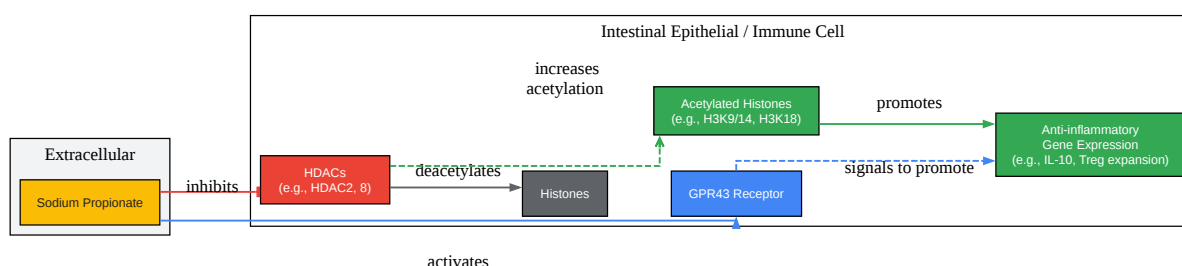 Intestinal Epithelial / Immune Cell
increases
acetylation
Acetylated Histones
(e.g., H3K9/14, H3K18)
promotes
Anti-inflammatory
Gene Expression
(e.g., IL-10, Treg expansion)
Extracellular
Sodium Propionate
inhibits
HDACs
(e.g., HDAC2, 8)
deacetylates
Histones
GPR43 Receptor
signals to promote
activates